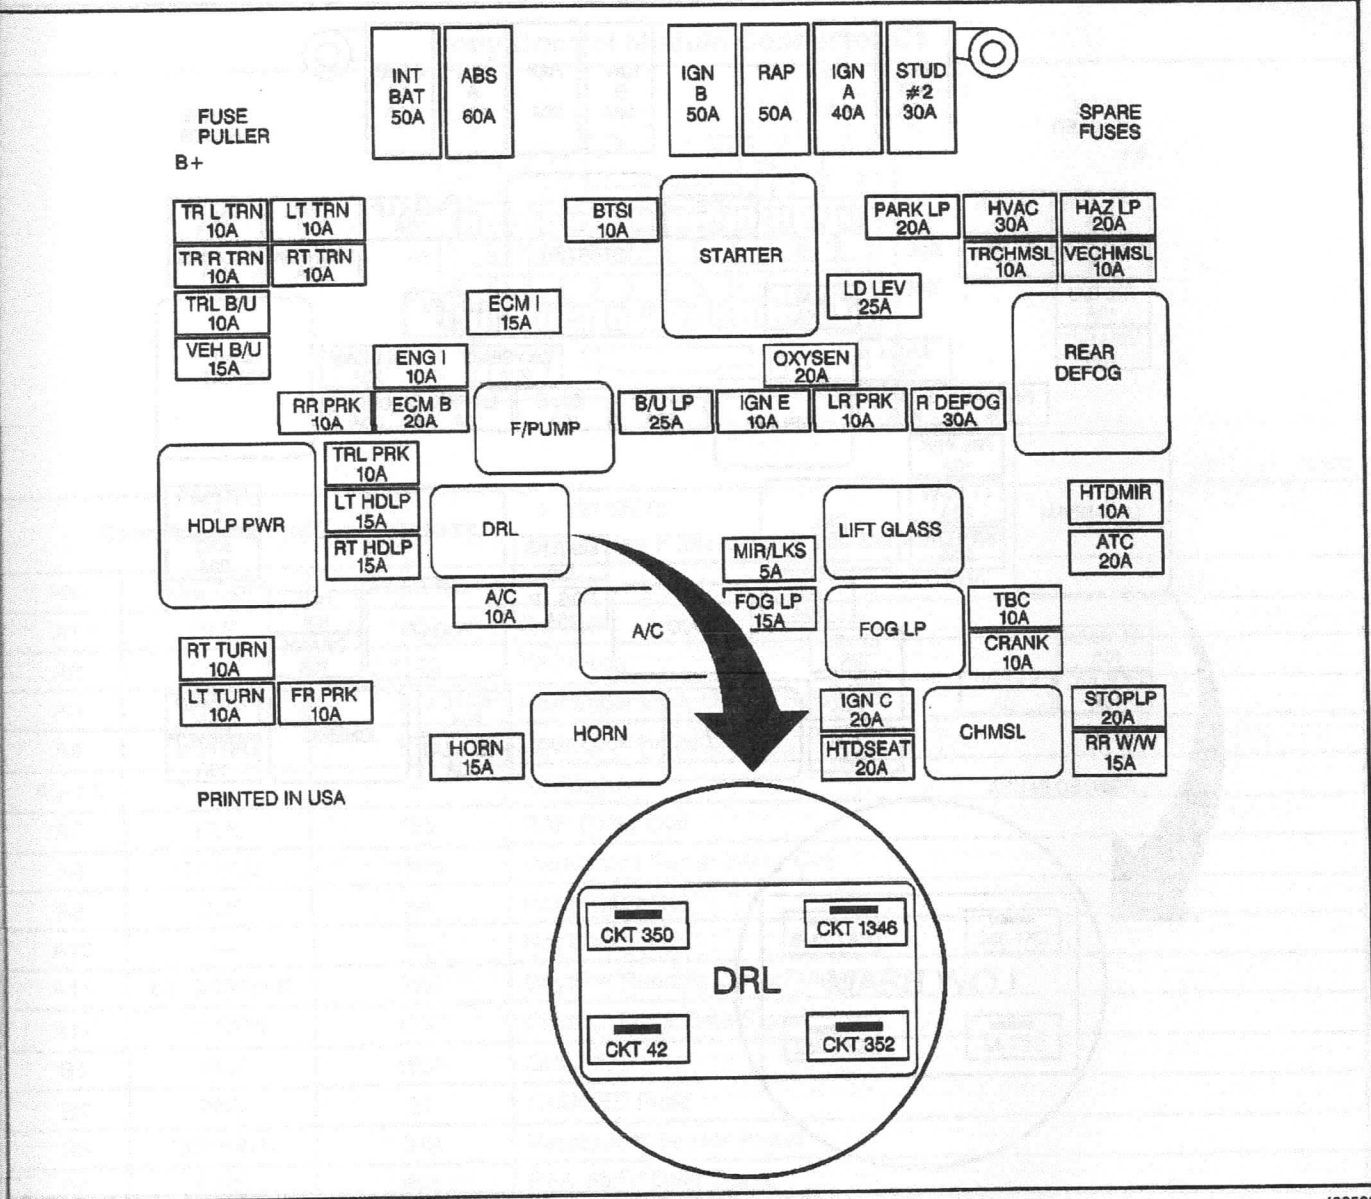 INT
BAT
50A
ABS
60A
IGN
B
50A
RAP
50A
IGN
A
40A
STUD
#2
30A
FUSE
PULLER
B+
SPARE
FUSES
TR L TRN
10A
LT TRN
10A
TR R TRN
10A
RT TRN
10A
TRL B/U
10A
VEH B/U
15A
BTSI
10A
STARTER
PARK LP
20A
HVAC
30A
HAZ LP
20A
TRCHMSL
10A
VECHMSL
10A
LD LEV
25A
ECM I
15A
ENG I
10A
OXYSEN
20A
REAR
DEFOG
RR PRK
10A
ECM B
20A
F/PUMP
B/U LP
25A
IGN E
10A
LR PRK
10A
R DEFOG
30A
HDLP PWR
TRL PRK
10A
LT HDLP
15A
RT HDLP
15A
DRL
LIFT GLASS
HTDMIR
10A
ATC
20A
MIR/LKS
5A
A/C
10A
A/C
FOG LP
15A
FOG LP
TBC
10A
CRANK
10A
RT TURN
10A
LT TURN
10A
FR PRK
10A
HORN
15A
HORN
IGN C
20A
HTDSEAT
20A
CHMSL
STOPLP
20A
RR W/W
15A
PRINTED IN USA
CKT 350
CKT 1346
DRL
CKT 42
CKT 352